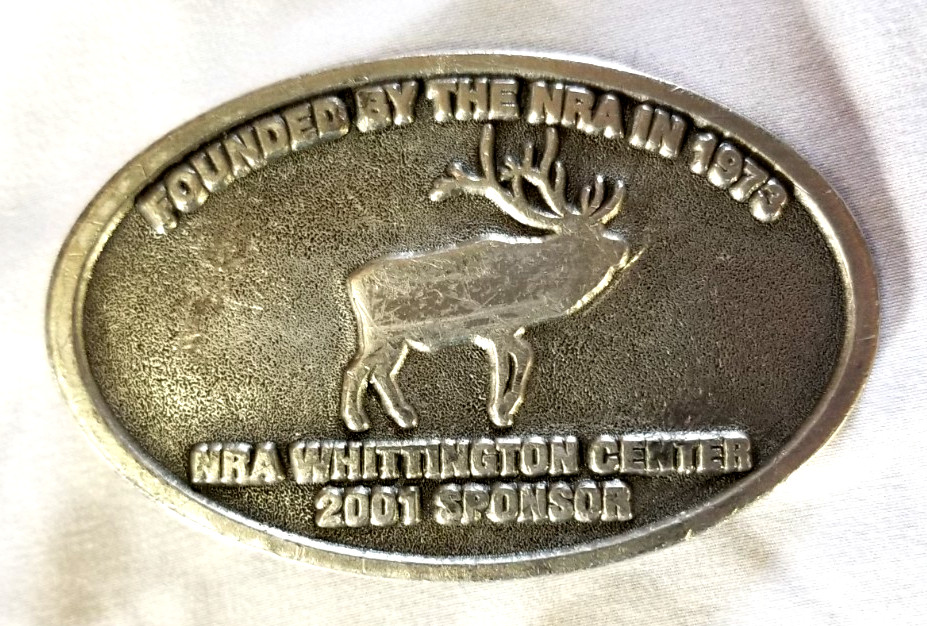 FOUNDED BY THE NRA IN 1973
NRA WHITTINGTON CENTER
2001 SPONSOR